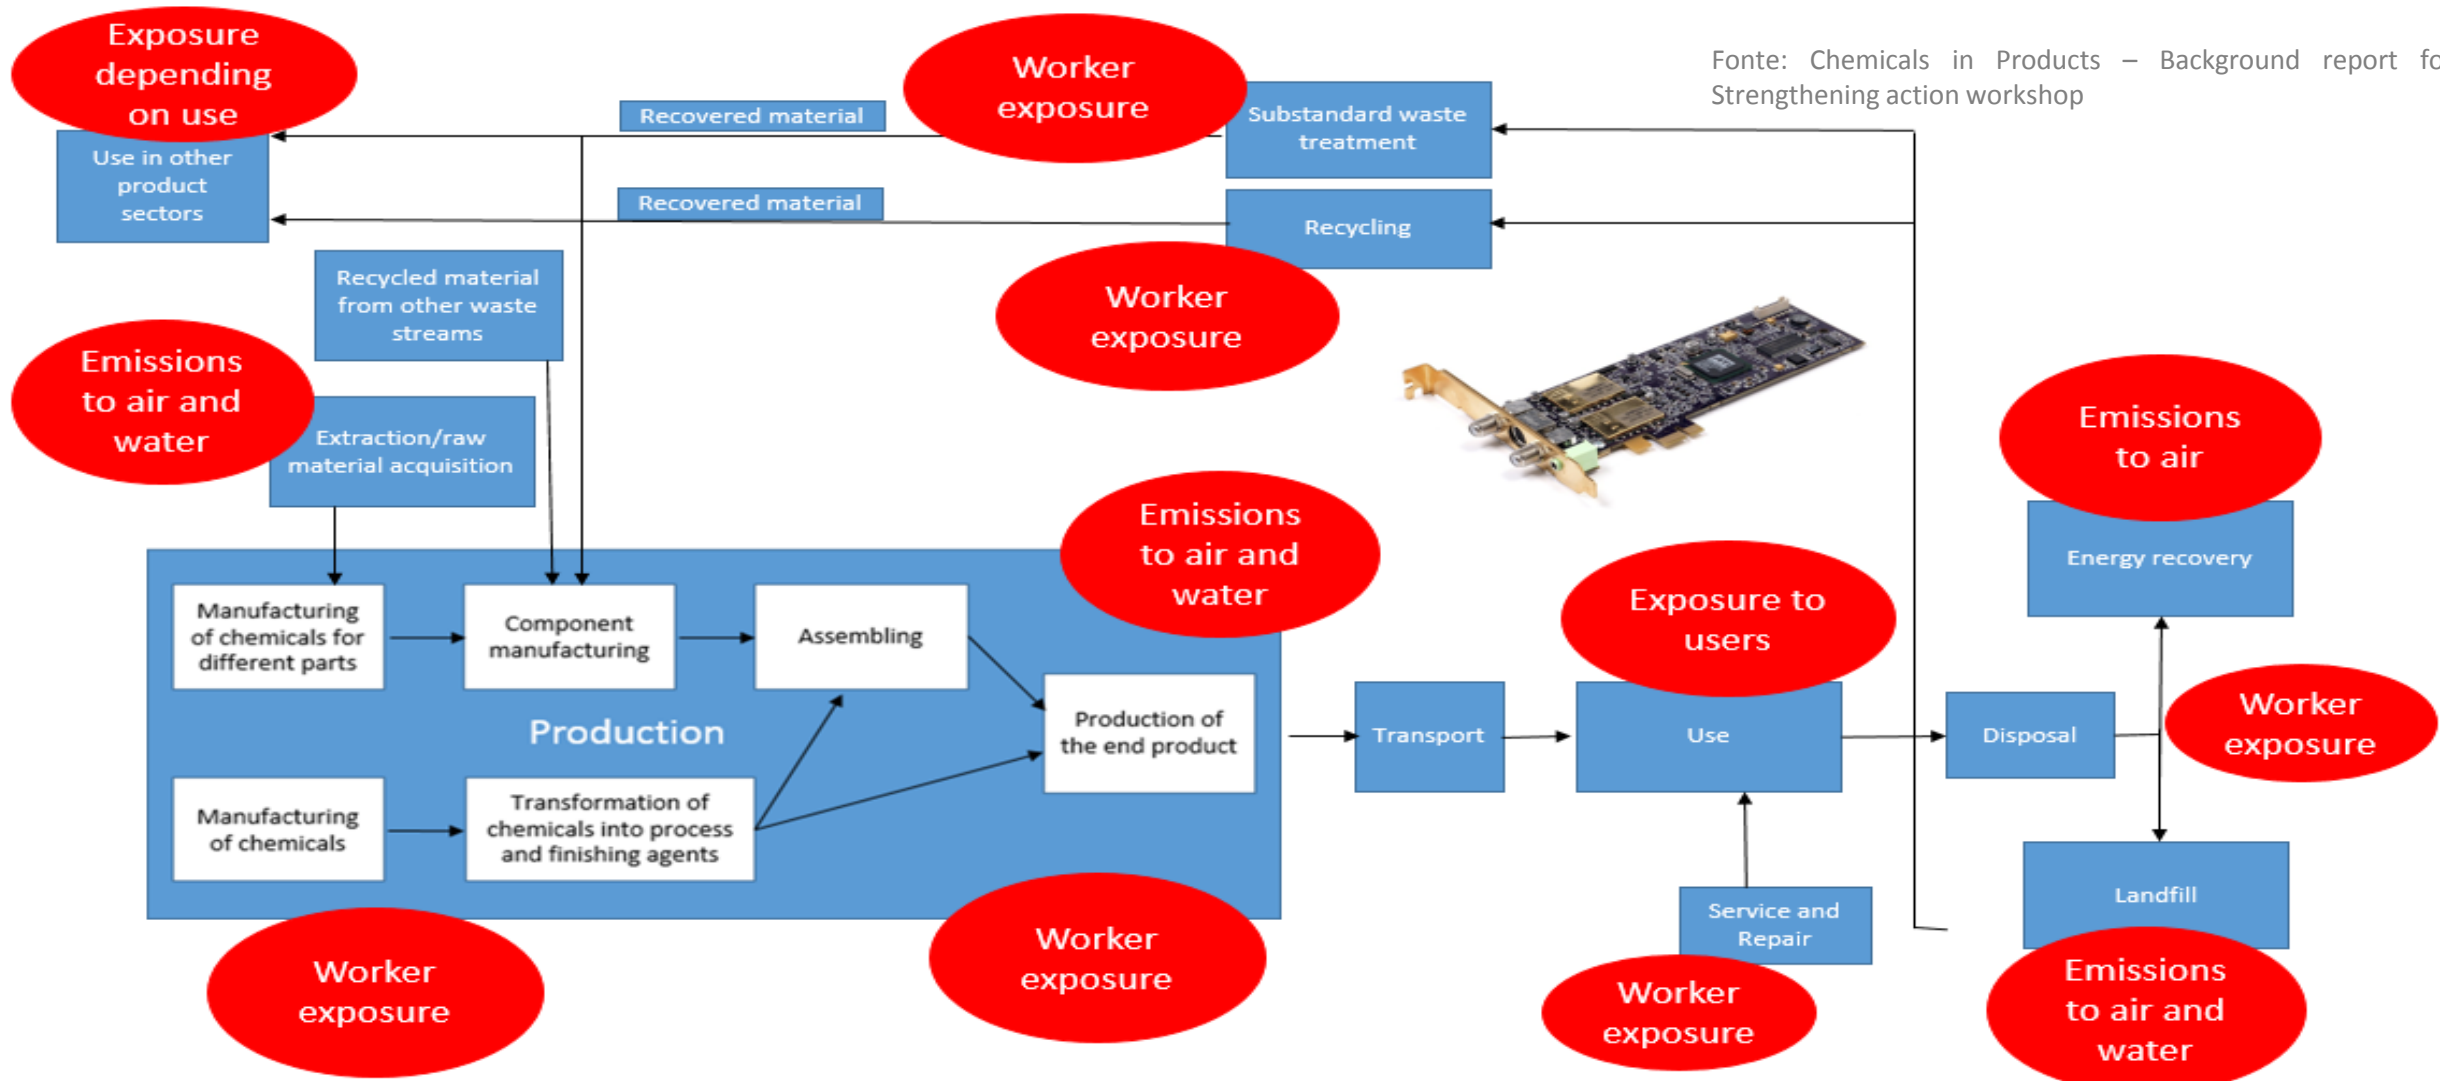 Exposure
depending
on use
Worker
exposure
Fonte: Chemicals in Products – Background report fo
Strengthening action workshop
Recovered material
Substandard waste
treatment
Use in other
product
sectors
Recovered material
Recycling
Recycled material
from other waste
streams
Worker
exposure
Emissions
to air and
water
Extraction/raw
material acquisition
Emissions
to air
Emissions
to air and
water
Energy recovery
Exposure to
users
Manufacturing
of chemicals for
different parts
Component
manufacturing
Assembling
Production
Production of
the end product
Transport
Use
Disposal
Worker
exposure
Manufacturing
of chemicals
Transformation of
chemicals into process
and finishing agents
Service and
Repair
Landfill
Worker
exposure
Worker
exposure
Worker
exposure
Emissions
to air and
water